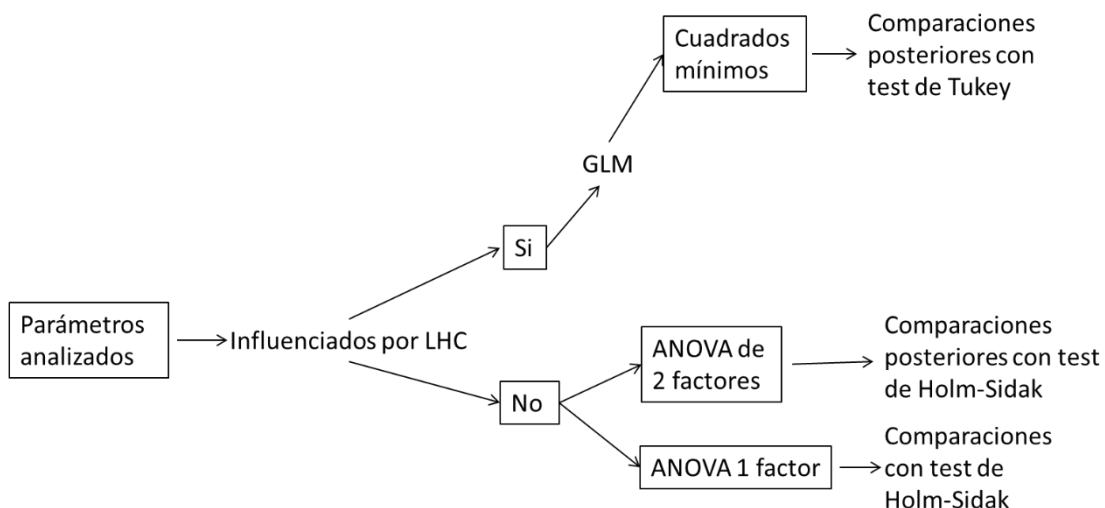 Cuadrados
mínimos
Comparaciones
posteriores con
test de Tukey
GLM
Si
Parámetros
analizados
Influenciados por LHC
No
ANOVA de
2 factores
Comparaciones
posteriores con test
de Holm-Sidak
ANOVA 1 factor
Comparaciones
con test de
Holm-Sidak